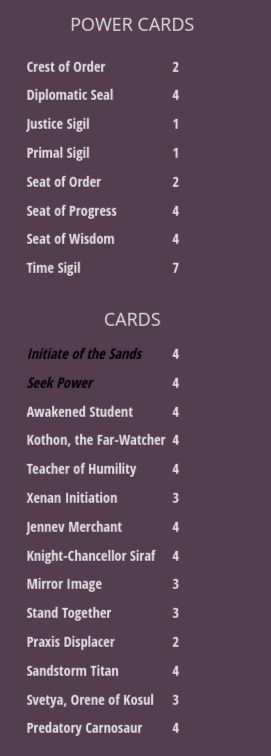 POWER CARDS
Crest of Order 2
Diplomatic Seal 4
Justice Sigil 1
Primal Sigil 1
Seat of Order 2
Seat of Progress 4
Seat of Wisdom 4
Time Sigil 7
CARDS
Initiate of the Sands 4
Seek Power 4
Awakened Student 4
Kothon, the Far-Watcher 4
Teacher of Humility 4
Xenan Initiation 3
Jennev Merchant 4
Knight-Chancellor Siraf 4
Mirror Image 3
Stand Together 3
Praxis Displacer 2
Sandstorm Titan 4
Svetya, Orene of Kosul 3
Predatory Carnosaur 4